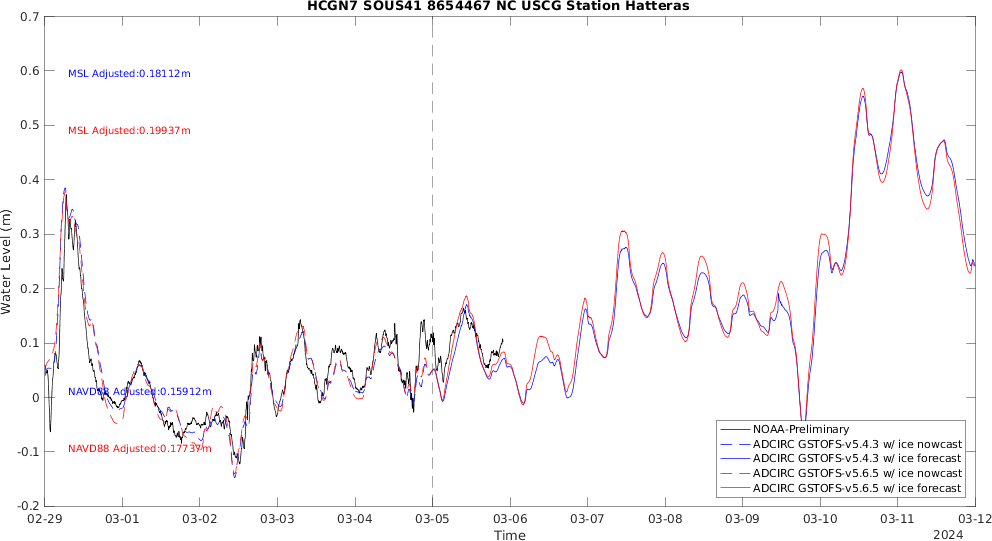 HCGN7 SOUS41 8654467 NC USCG Station Hatteras
0.7
0.6
0.5
0.4
0.3
0.2
0.1
0
-0.1
-0.2
Water Level (m)
MSL Adjusted:0.18112m
MSL Adjusted:0.19937m
NAVD88 Adjusted:0.15912m
NAVD88 Adjusted:0.17737m
NOAA-Preliminary
ADCIRC GSTOFS-v5.4.3 w/ ice nowcast
ADCIRC GSTOFS-v5.4.3 w/ ice forecast
ADCIRC GSTOFS-v5.6.5 w/ ice nowcast
ADCIRC GSTOFS-v5.6.5 w/ ice forecast
02-29 03-01 03-02 03-03 03-04 03-05 03-06 03-07 03-08 03-09 03-10 03-11 03-12
Time
2024